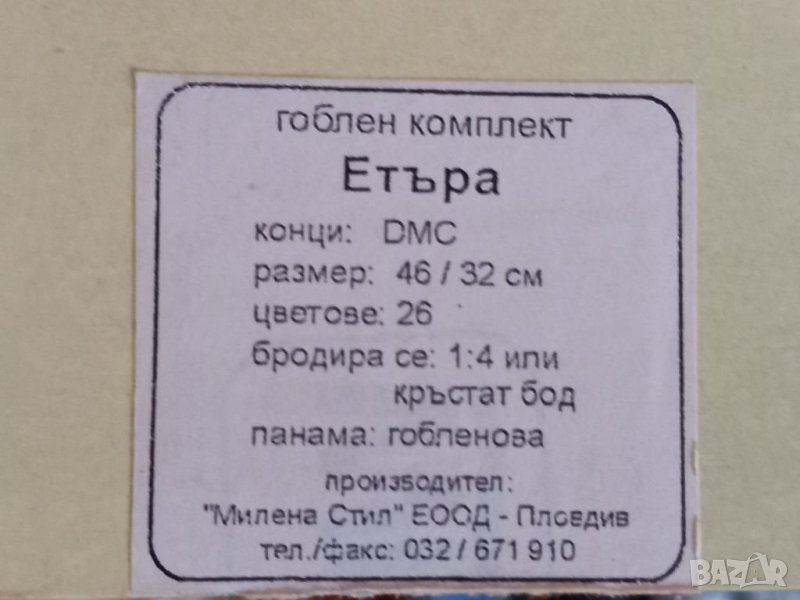 гоблен комплект
Етъра
конци: DMC
размер: 46 / 32 см
цветове: 26
бродира се: 1:4 или
кръстат бод
панама: гобленова
производител:
"Милена Стил" ЕООД - Пловдив
тел./факс: 032 / 671 910
BAZAR